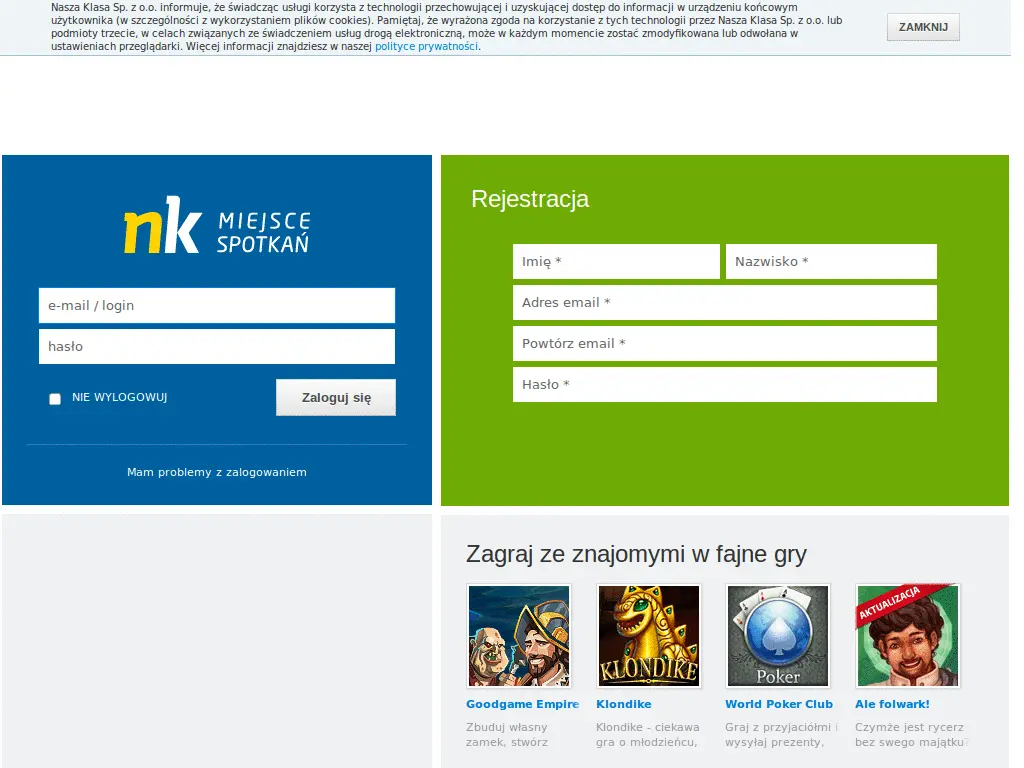 Nasza Klasa Sp. z o.o. informuje, że świadcząc usługi korzysta z technologii przechowującej i uzyskującej dostęp do informacji w urządzeniu końcowym
użytkownika (w szczególności z wykorzystaniem plików cookies). Pamiętaj, że wyrażona zgoda na korzystanie z tych technologii przez Nasza Klasa Sp. z o.o. lub
podmioty trzecie, w celach związanych ze świadczeniem usług drogą elektroniczną, może w każdym momencie zostać zmodyfikowana lub odwołana w
ustawieniach przeglądarki. Więcej informacji znajdziesz w naszej polityce prywatności.
ZAMKNIJ
nk MIEJSCE
SPOTKAŃ
e-mail / login
hasło
NIE WYLOGOWUJ
Zaloguj się
Mam problemy z zalogowaniem
Rejestracja
Imię * Nazwisko *
Adres email *
Powtórz email *
Hasło *
Zagraj ze znajomymi w fajne gry
KLONDIKE
Poker
AKTUALIZACJA
Goodgame Empire
Zbuduj własny
zamek, stwórz
Klondike
Klondike - ciekawa
gra o młodzieńcu,
World Poker Club
Graj z przyjaciółmi i
wysyłaj prezenty,
Ale folwark!
Czymże jest rycerz
bez swego majątku?